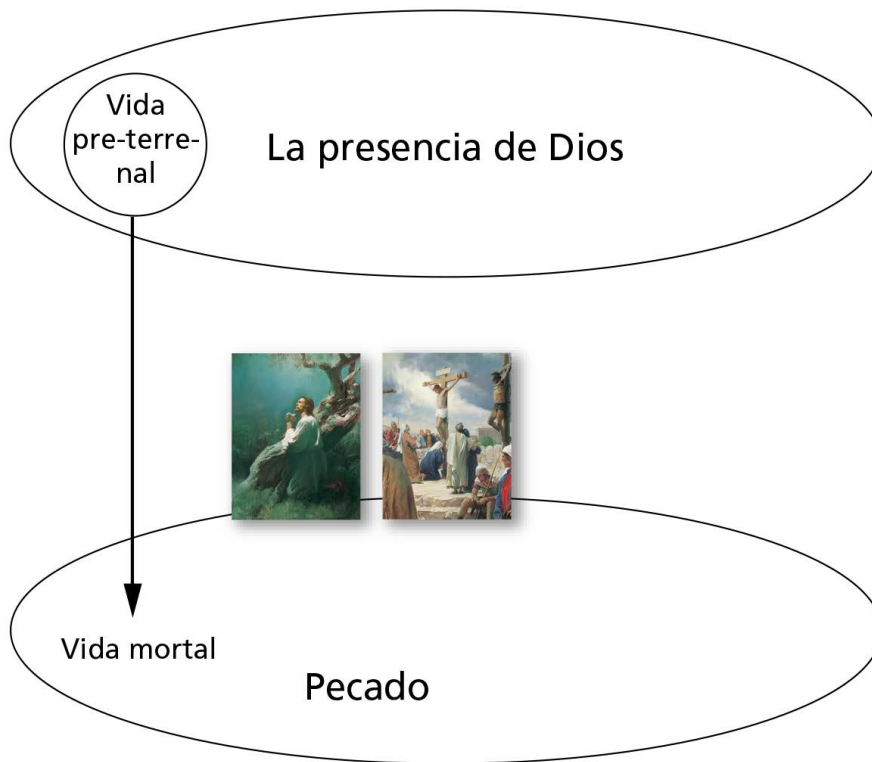 Vida
pre-terre-
nal
La presencia de Dios
Vida mortal
Pecado